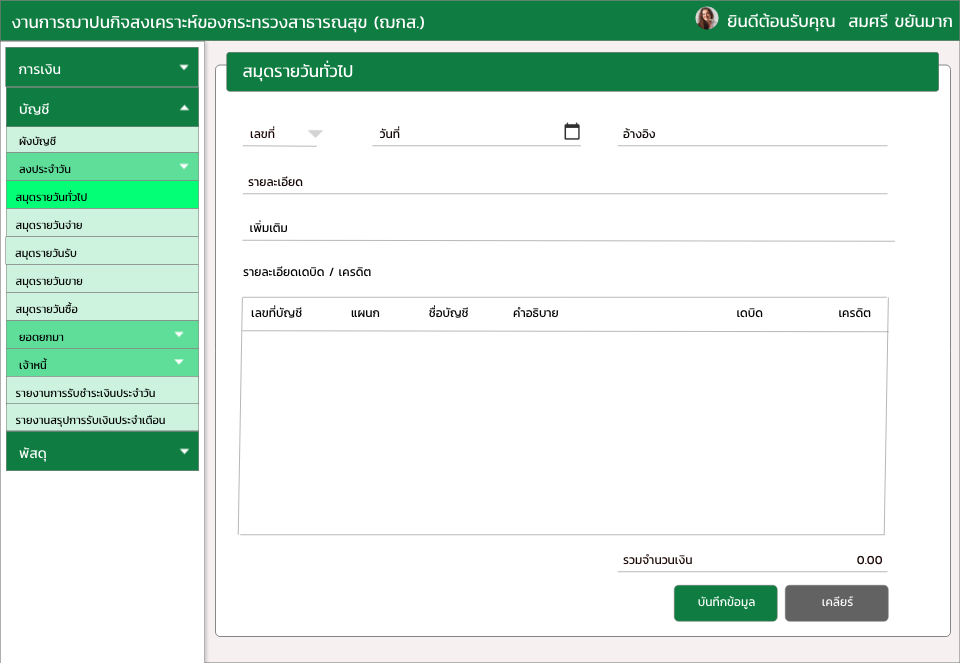 งานการฌาปนกิจสงเคราะห์ของกระทรวงสาธารณสุข (ฌกส.)
ยินดีต้อนรับคุณ สมศรี ขยันมาก
การเงิน
บัญชี
ผังบัญชี
ลงประจำวัน
สมุดรายวันทั่วไป
สมุดรายวันจ่าย
สมุดรายวันรับ
สมุดรายวันขาย
สมุดรายวันซื้อ
ยอดยกมา
เจ้าหนี้
รายงานการรับชำระเงินประจำวัน
รายงานสรุปการรับเงินประจำเดือน
พัสดุ
สมุดรายวันทั่วไป
เลขที่ วันที่ อ้างอิง
รายละเอียด
เพิ่มเติม
รายละเอียดเดบิด / เครดิต
เลขที่บัญชี แผนก ชื่อบัญชี คำอธิบาย เดบิด เครดิต
รวมจำนวนเงิน 0.00
บันทึกข้อมูล เคลียร์